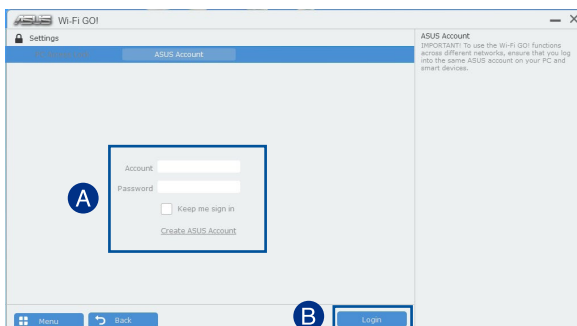 ASUS Wi-Fi GO!
Settings
ASUS Account
Account
Password
Keep me sign in
Create ASUS Account
A
B
Menu
Back
Login
ASUS Account
IMPORTANT! To use the Wi-Fi GO! functions
across different networks, ensure that you log
into the same ASUS account on your PC and
smart devices.